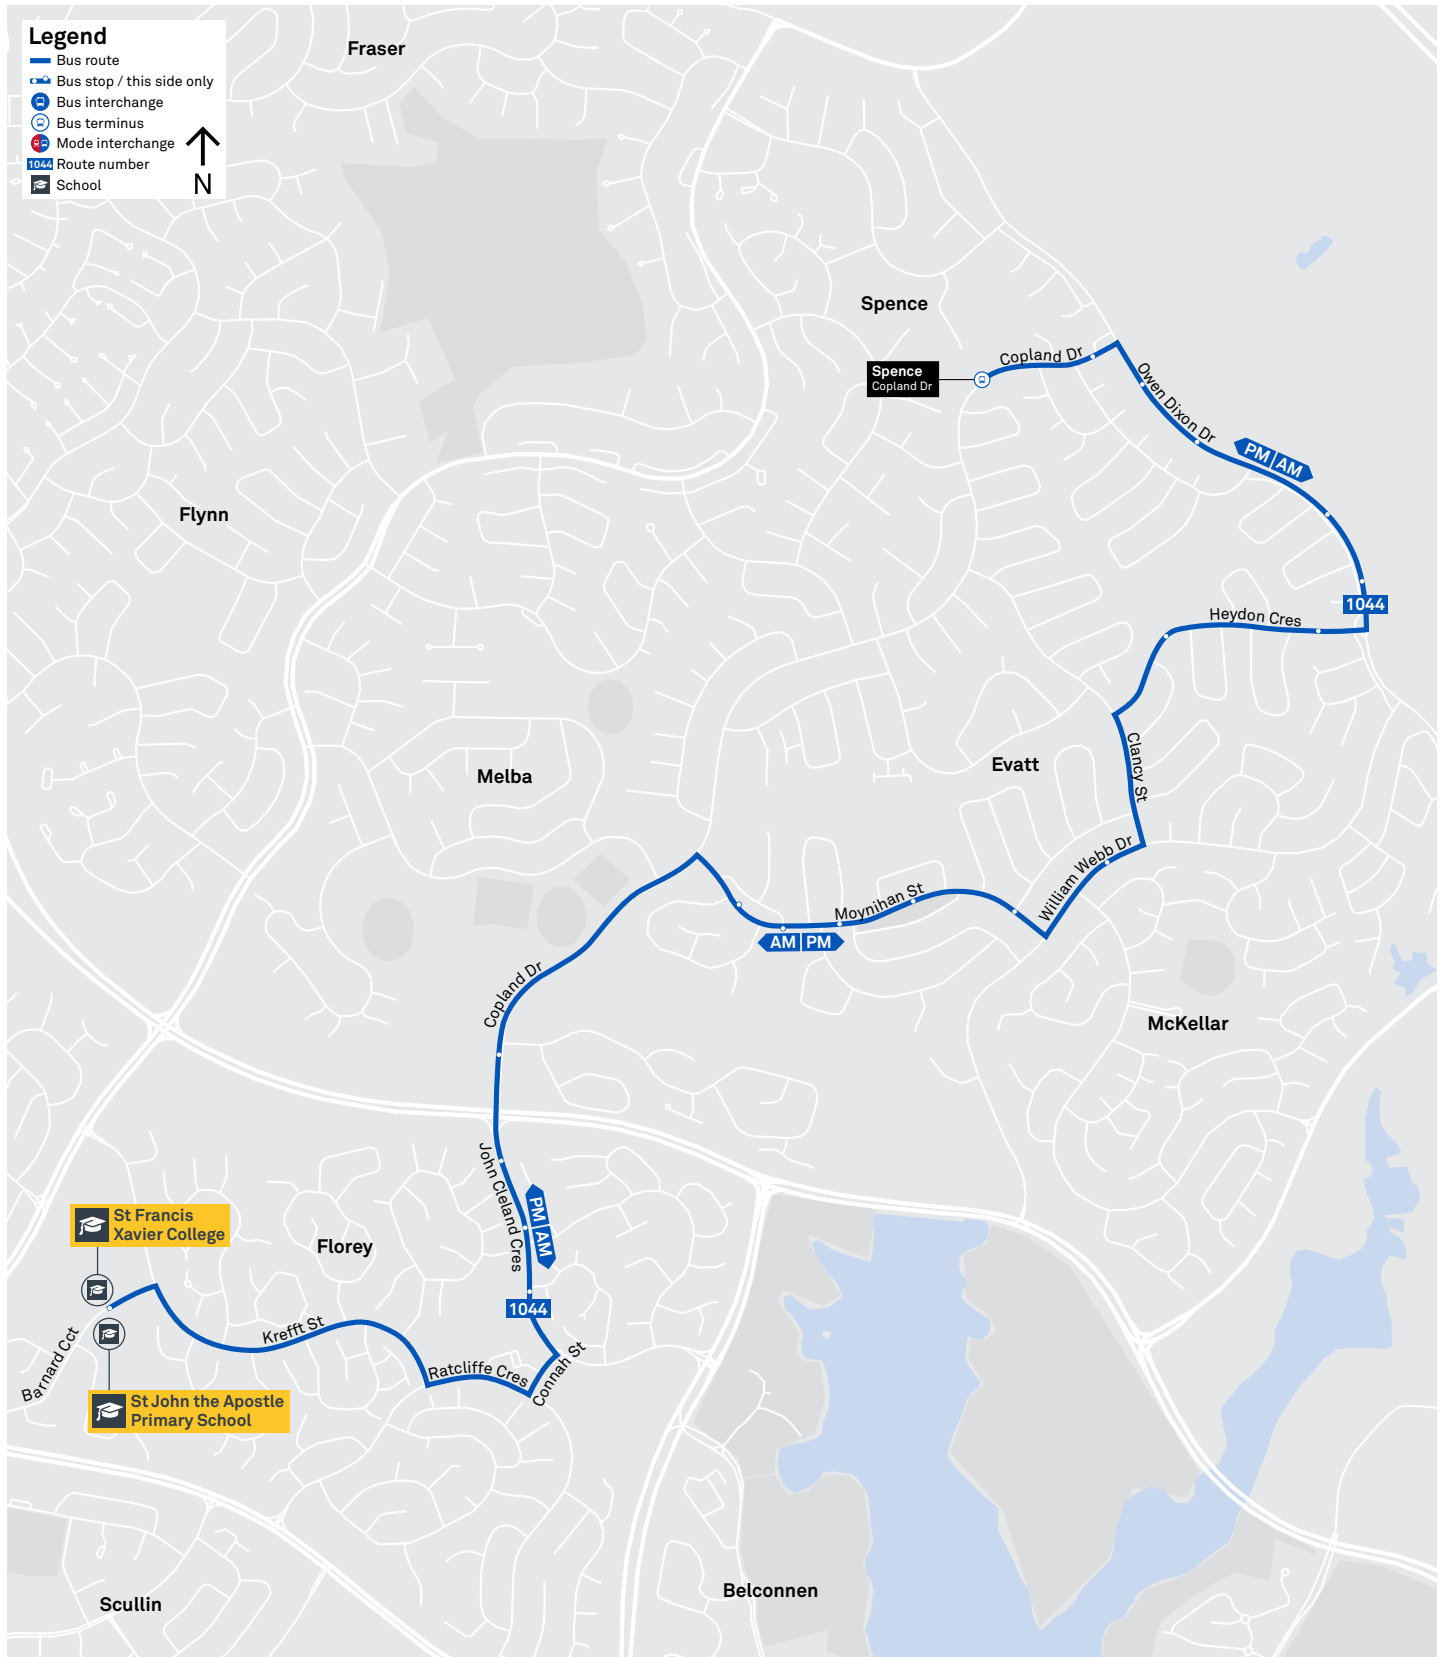 Legend
Bus route
Bus stop / this side only
Bus interchange
Bus terminus
Mode interchange
1044 Route number
School
N
Fraser
Spence
Spence
Copland Dr
Copland Dr
Owen Dixon Dr
PM AM
Flynn
1044
Heydon Cres
Clancy St
Melba
Evatt
William Webb Dr
Moynihan St
AM PM
Copland Dr
McKellar
John Cleland Cres
PM AM
St Francis
Xavier College
Florey
1044
Krefft St
Barnard Cct
Ratcliffe Cres
Connah St
St John the Apostle
Primary School
Belconnen
Scullin